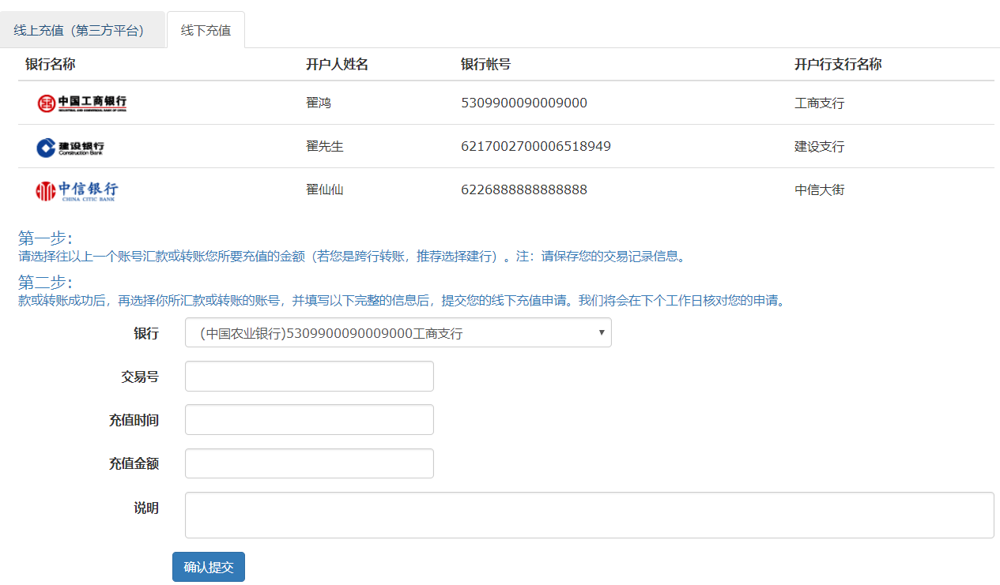 线上充值（第三方平台） 线下充值
银行名称 开户人姓名 银行帐号 开户行支行名称
中国工商银行 翟鸿 5309900090009000 工商支行
INDUSTRIAL AND COMMERCIAL BANK OF CHINA
建设银行 翟先生 6217002700006518949 建设支行
Construction Bank
中信银行 翟仙仙 6226888888888888 中信大街
CHINA CITIC BANK
第一步：
请选择往以上一个账号汇款或转账您所要充值的金额（若您是跨行转账，推荐选择建行）。注：请保存您的交易记录信息。
第二步：
款或转账成功后，再选择你所汇款或转账的账号，并填写以下完整的信息后，提交您的线下充值申请。我们将会在下个工作日核对您的申请。
银行 (中国农业银行)5309900090009000工商支行
交易号
充值时间
充值金额
说明
确认提交